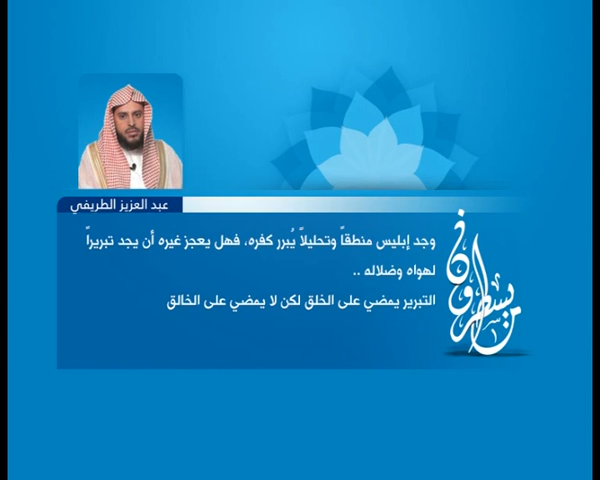 عبد العزيز الطريفي
وجد إبليس منطقاً وتحليلاً يُبرر كفره، فهل يعجز غيره أن يجد تبريراً
لهواه وضلاله ..
التبرير يمضي على الخلق لكن لا يمضي على الخالق